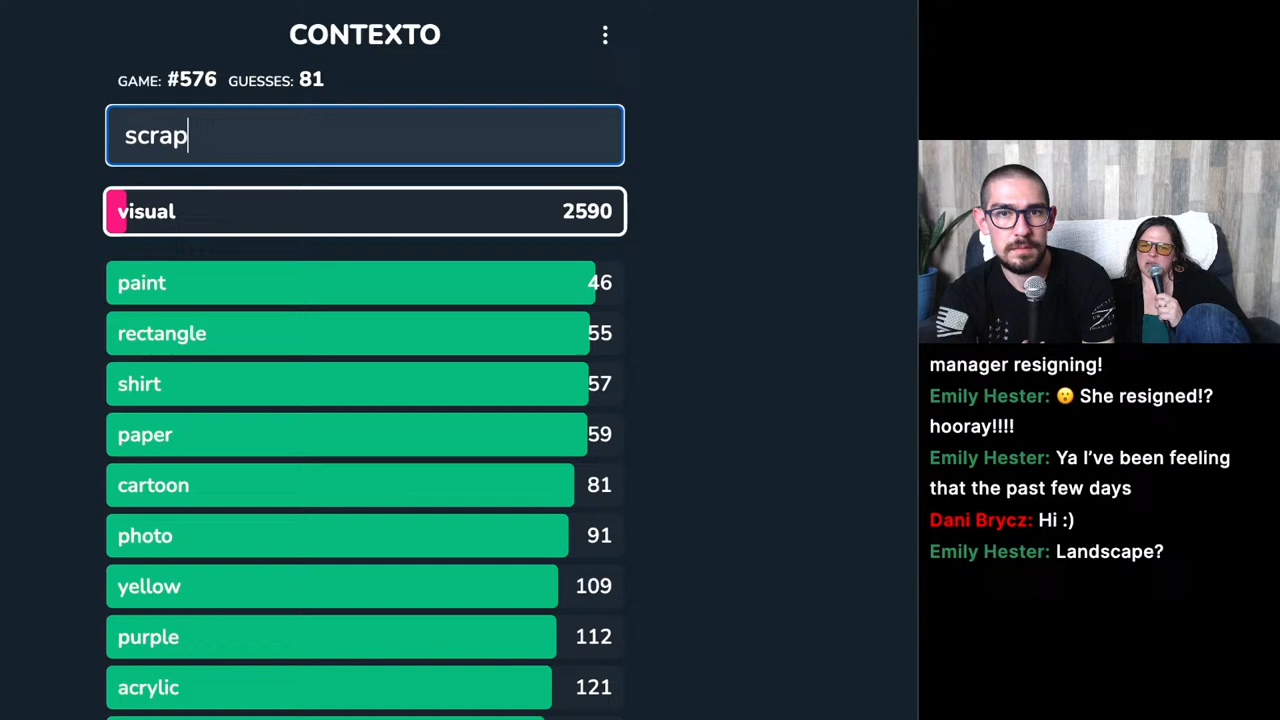 CONTEXTO
GAME: #576 GUESSES: 81
scrap
visual 2590
paint 46
rectangle 55
shirt 57
paper 59
cartoon 81
photo 91
yellow 109
purple 112
acrylic 121
manager resigning!
Emily Hester: 😮 She resigned!?
hooray!!!!
Emily Hester: Ya I’ve been feeling
that the past few days
Dani Brycz: Hi :)
Emily Hester: Landscape?